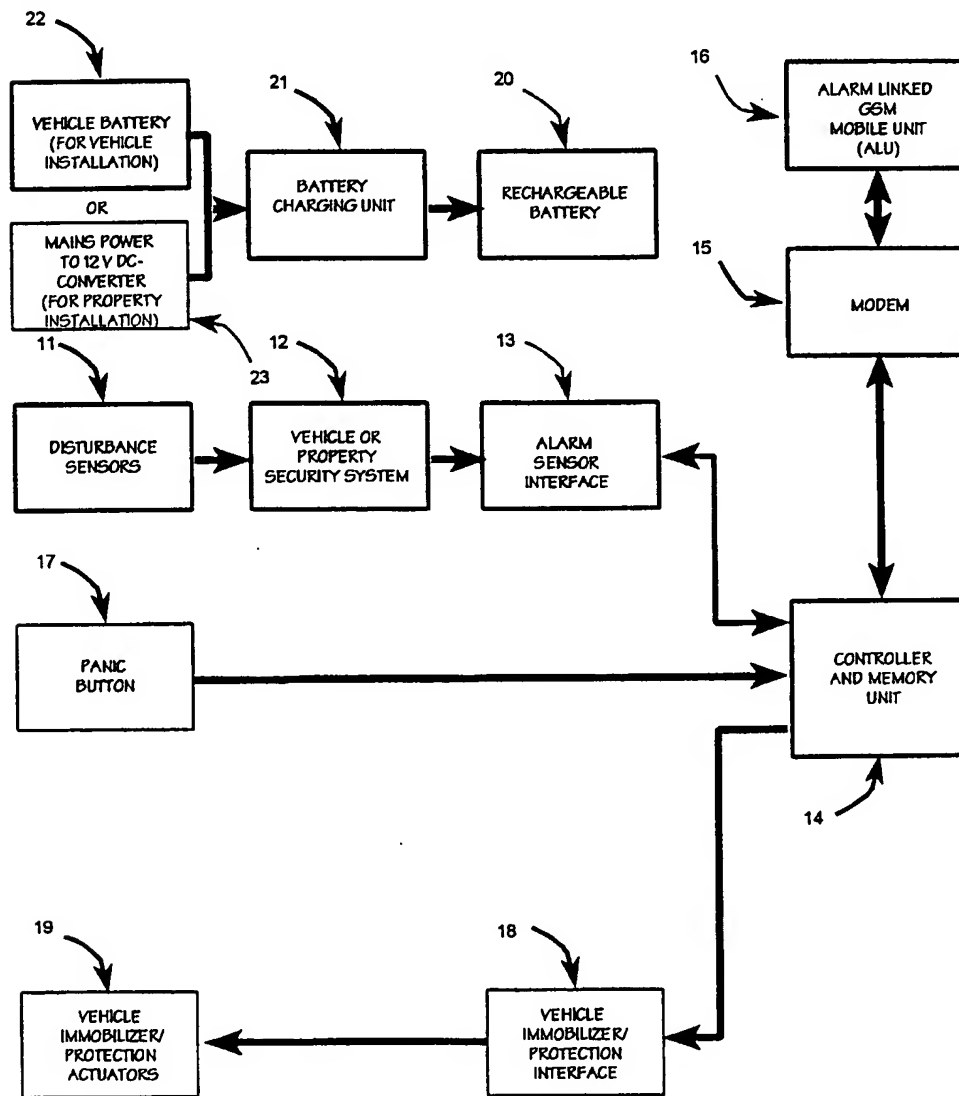 22
VEHICLE BATTERY
(FOR VEHICLE
INSTALLATION)
OR
MAINS POWER
TO 12V DC-
CONVERTER
(FOR PROPERTY
INSTALLATION)
23
21
BATTERY
CHARGING UNIT
20
RECHARGEABLE
BATTERY
16
ALARM LINKED
GSM
MOBILE UNIT
(ALU)
15
MODEM
11
DISTURBANCE
SENSORS
12
VEHICLE OR
PROPERTY
SECURITY SYSTEM
13
ALARM
SENSOR
INTERFACE
17
PANIC
BUTTON
CONTROLLER
AND MEMORY
UNIT
14
19
VEHICLE
IMMOBILIZER/
PROTECTION
ACTUATORS
18
VEHICLE
IMMOBILIZER/
PROTECTION
INTERFACE